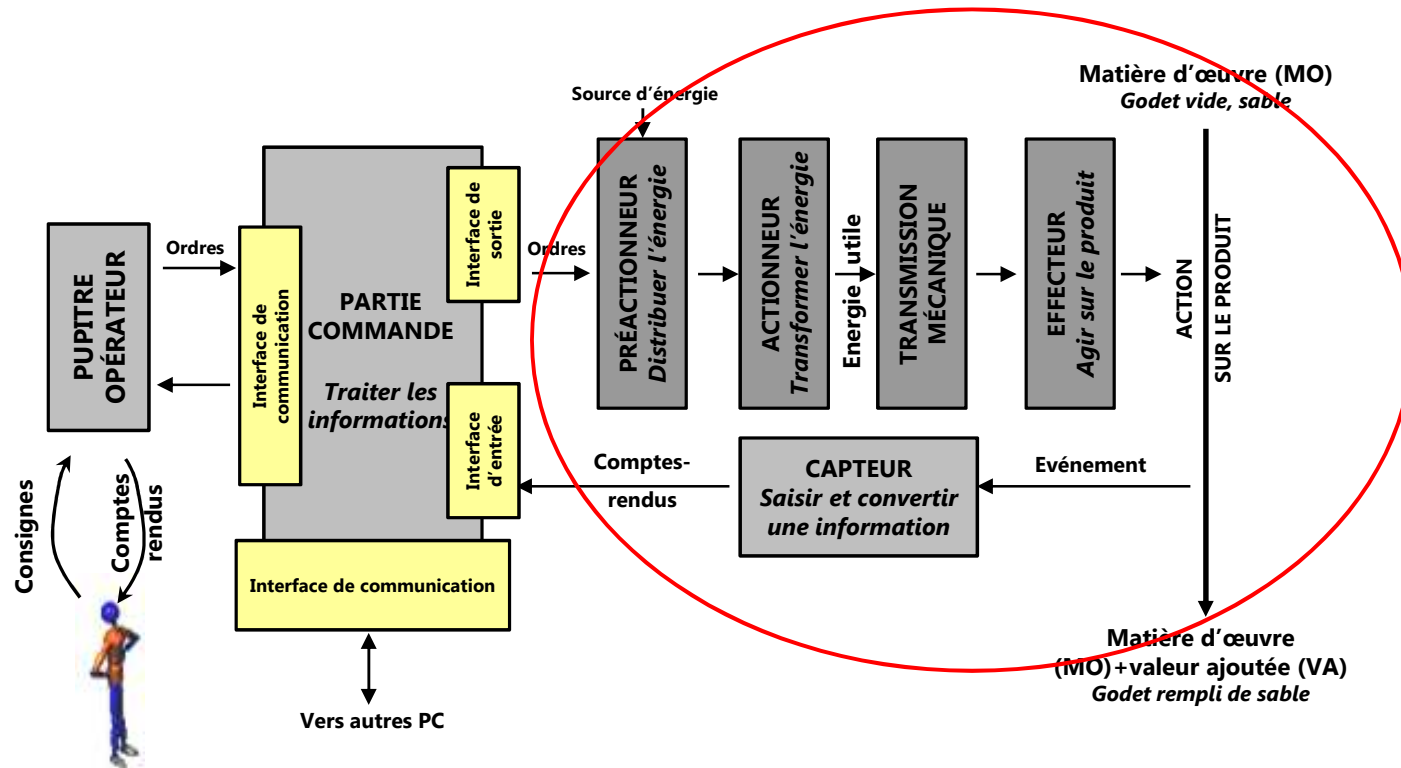 Matière d'œuvre (MO)
Godet vide, sable
Source d'énergie
PUPITRE
OPÉRATEUR
Ordres
Interface de
communication
PARTIE
COMMANDE
Traiter les
informations
Interface de
sortie
Interface
d'entrée
Ordres
PRÉACTIONNEUR
Distribuer l'énergie
ACTIONNEUR
Transformer l'énergie
Energie utile
TRANSMISSION
MÉCANIQUE
EFFECTEUR
Agir sur le produit
ACTION
SUR LE PRODUIT
Comptes-
rendus
CAPTEUR
Saisir et convertir
une information
Evénement
Consignes
Comptes
rendus
Interface de communication
Vers autres PC
Matière d'œuvre
(MO)+valeur ajoutée (VA)
Godet rempli de sable